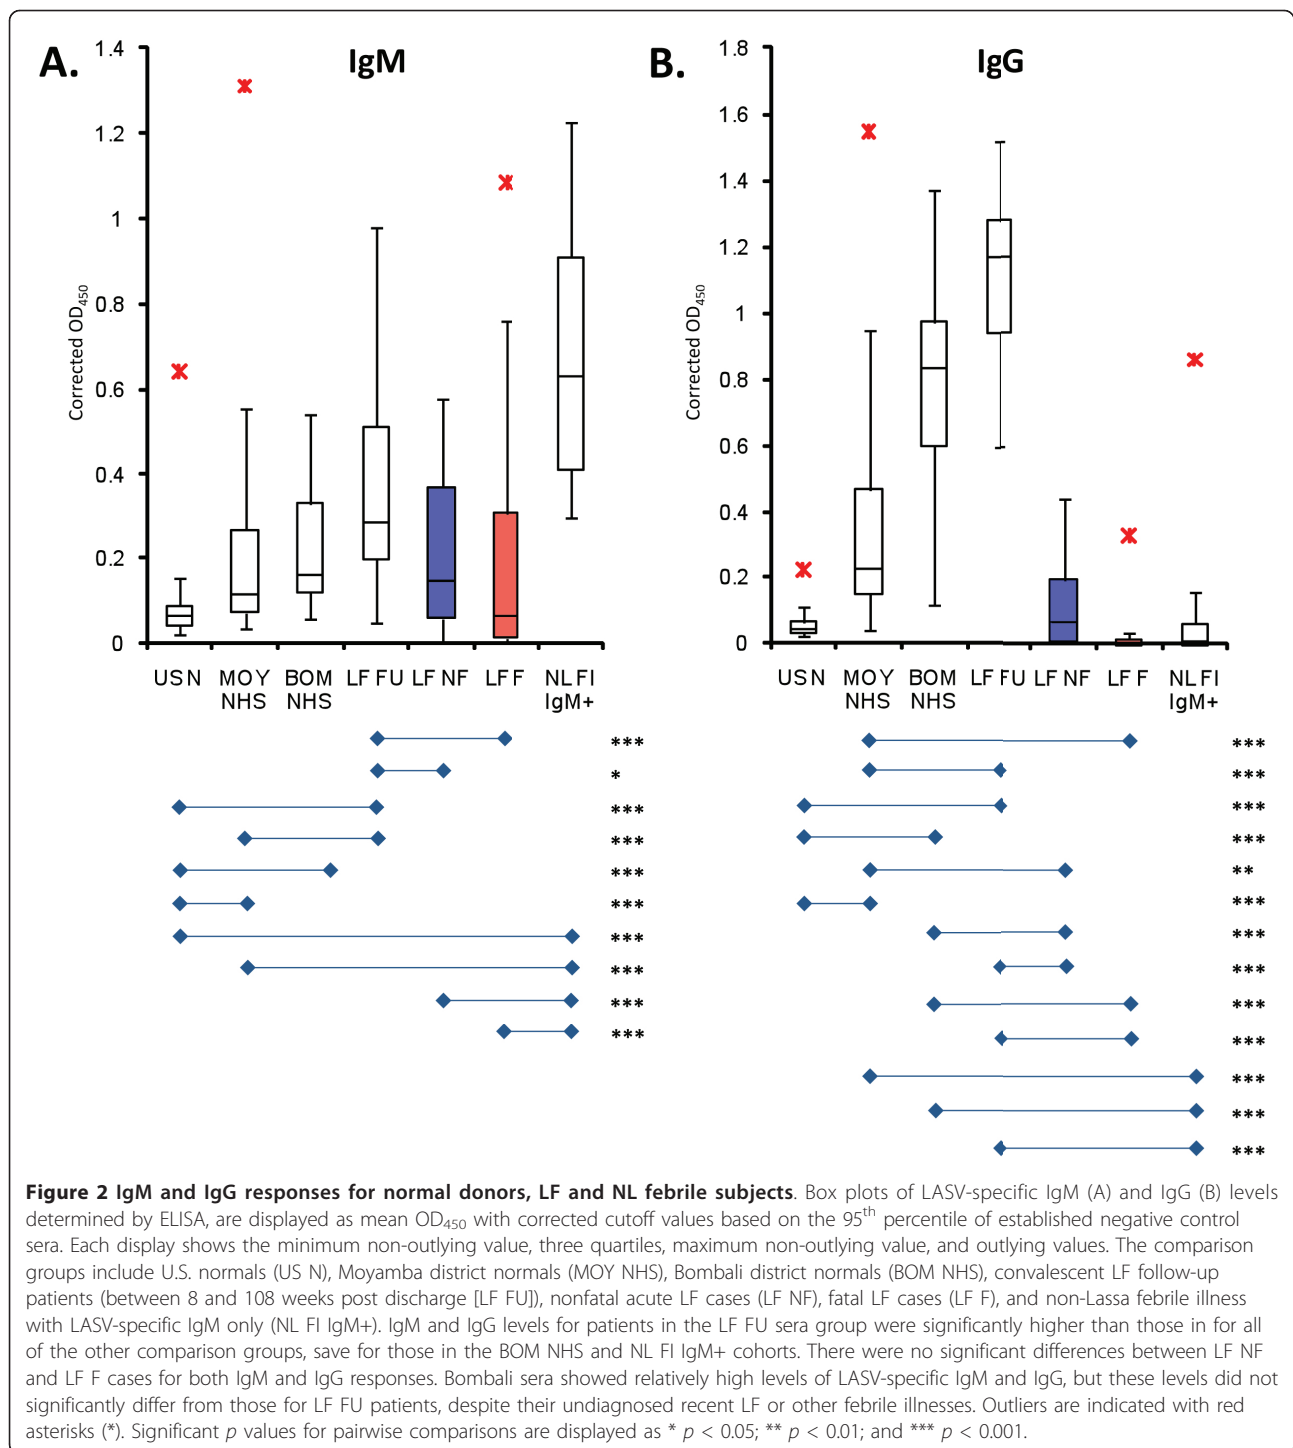 A.
IgM
1.4
1.2
1
0.8
0.6
0.4
0.2
0
Corrected OD450
US N
MOY NHS
BOM NHS
LF FU
LF NF
LF F
NL FI IgM+
***
*
***
***
***
***
***
***
***
***
B.
IgG
1.8
1.6
1.4
1.2
1
0.8
0.6
0.4
0.2
0
Corrected OD450
US N
MOY NHS
BOM NHS
LF FU
LF NF
LF F
NL FI IgM+
***
***
***
***
**
***
***
***
***
***
***
***
***
Figure 2 IgM and IgG responses for normal donors, LF and NL febrile subjects. Box plots of LASV-specific IgM (A) and IgG (B) levels
determined by ELISA, are displayed as mean OD450 with corrected cutoff values based on the 95th percentile of established negative control
sera. Each display shows the minimum non-outlying value, three quartiles, maximum non-outlying value, and outlying values. The comparison
groups include U.S. normals (US N), Moyamba district normals (MOY NHS), Bombali district normals (BOM NHS), convalescent LF follow-up
patients (between 8 and 108 weeks post discharge [LF FU]), nonfatal acute LF cases (LF NF), fatal LF cases (LF F), and non-Lassa febrile illness
with LASV-specific IgM only (NL FI IgM+). IgM and IgG levels for patients in the LF FU sera group were significantly higher than those in for all
of the other comparison groups, save for those in the BOM NHS and NL FI IgM+ cohorts. There were no significant differences between LF NF
and LF F cases for both IgM and IgG responses. Bombali sera showed relatively high levels of LASV-specific IgM and IgG, but these levels did not
significantly differ from those for LF FU patients, despite their undiagnosed recent LF or other febrile illnesses. Outliers are indicated with red
asterisks (*). Significant p values for pairwise comparisons are displayed as * p < 0.05; ** p < 0.01; and *** p < 0.001.